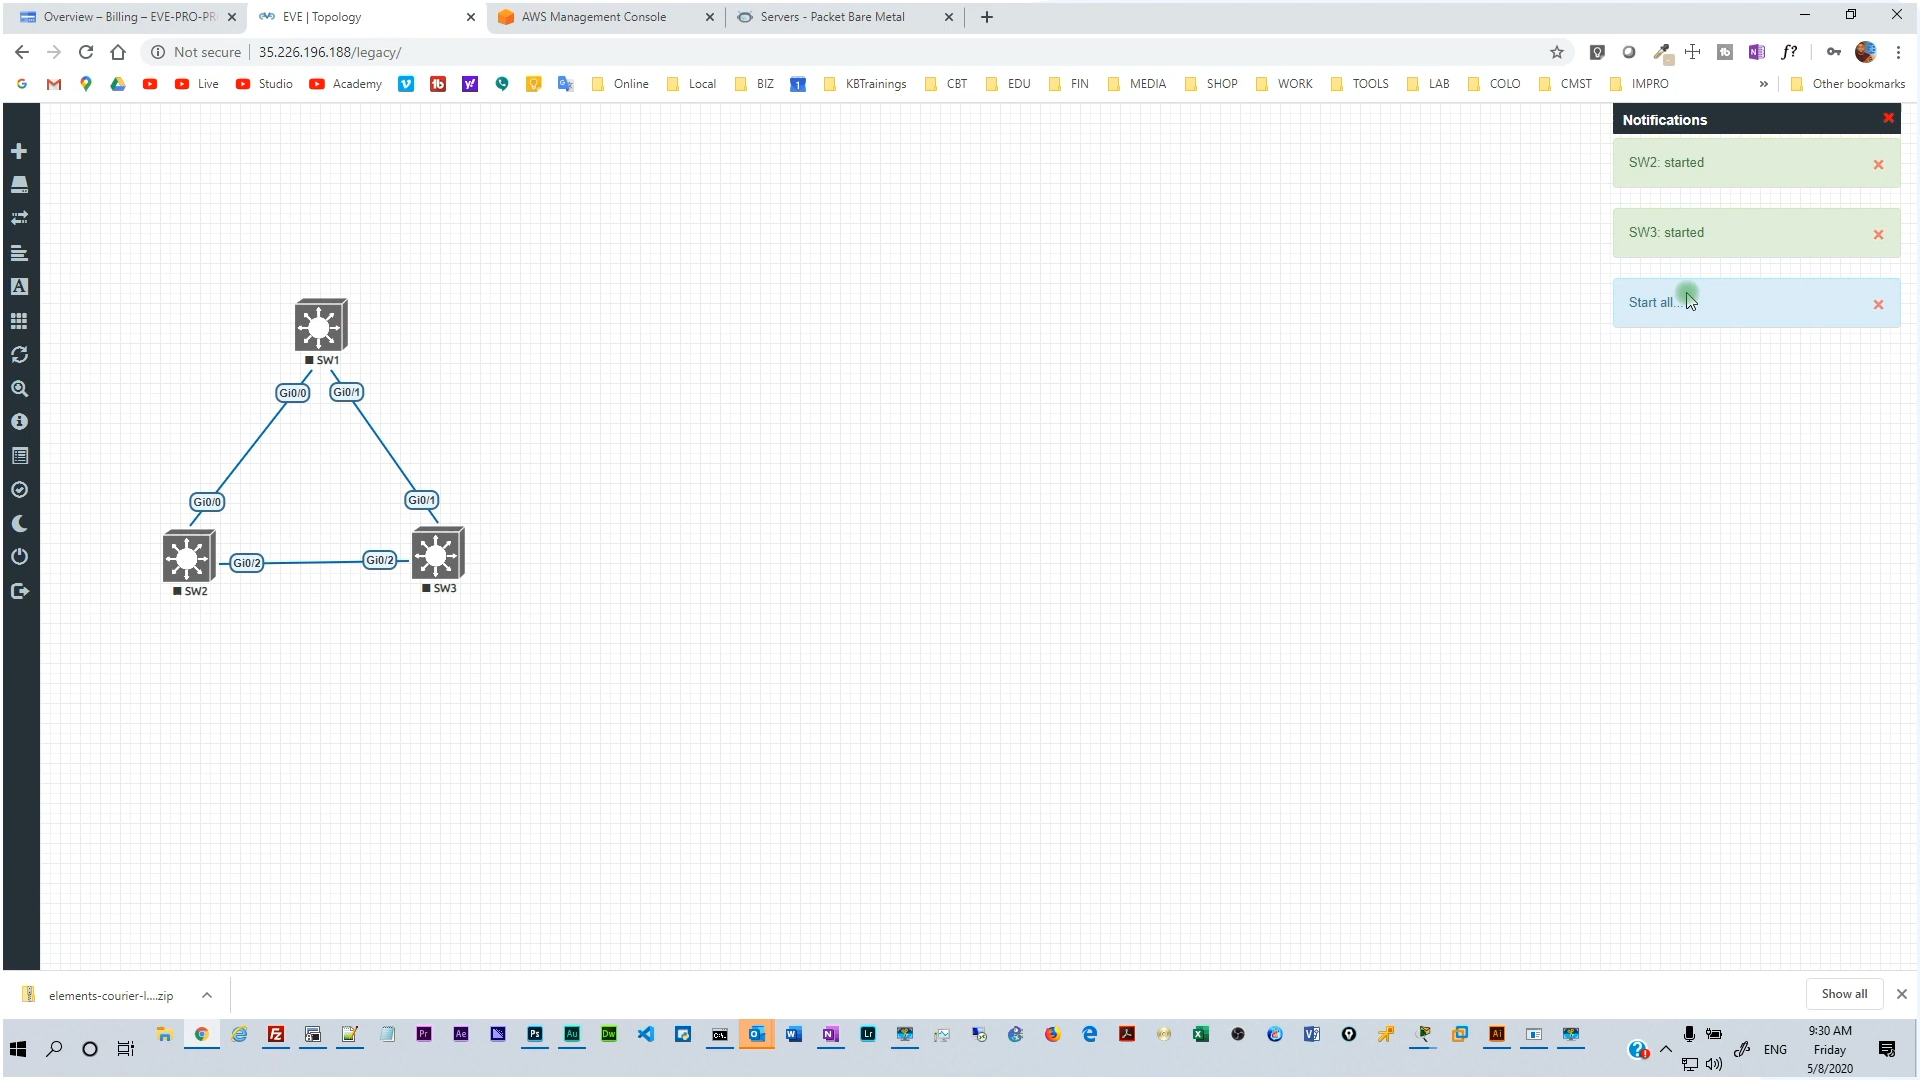 Overview – Billing – EVE-PRO-PR
EVE | Topology
AWS Management Console
Servers - Packet Bare Metal
Not secure
35.226.196.188/legacy/
Live
Studio
Academy
Online
Local
BIZ
KBTrainings
CBT
EDU
FIN
MEDIA
SHOP
WORK
TOOLS
LAB
COLO
CMST
IMPRO
Other bookmarks
Notifications
SW2: started
SW3: started
Start all...
SW1
Gi0/0
Gi0/1
Gi0/0
Gi0/1
Gi0/2
Gi0/2
SW2
SW3
elements-courier-l....zip
Show all
9:30 AM
ENG
Friday
5/8/2020